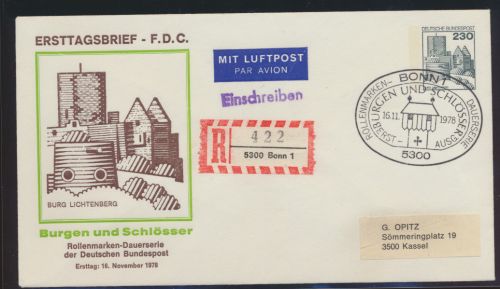 ERSTTAGSBRIEF - F.D.C.
BURG LICHTENBERG
Burgen und Schlösser
Rollenmarken-Dauerserie
der Deutschen Bundespost
Ersttag: 16. November 1978
MIT LUFTPOST
PAR AVION
Einschreiben
R
422
5300 Bonn 1
DEUTSCHE BUNDESPOST
230
BONN 1
ROLLENMARKEN- DAUERSERIE
BURGEN UND SCHLÖSSER
16.11. 1978
ERST- AUSGABE
5300
G. OPITZ
Sömmeringplatz 19
3500 Kassel